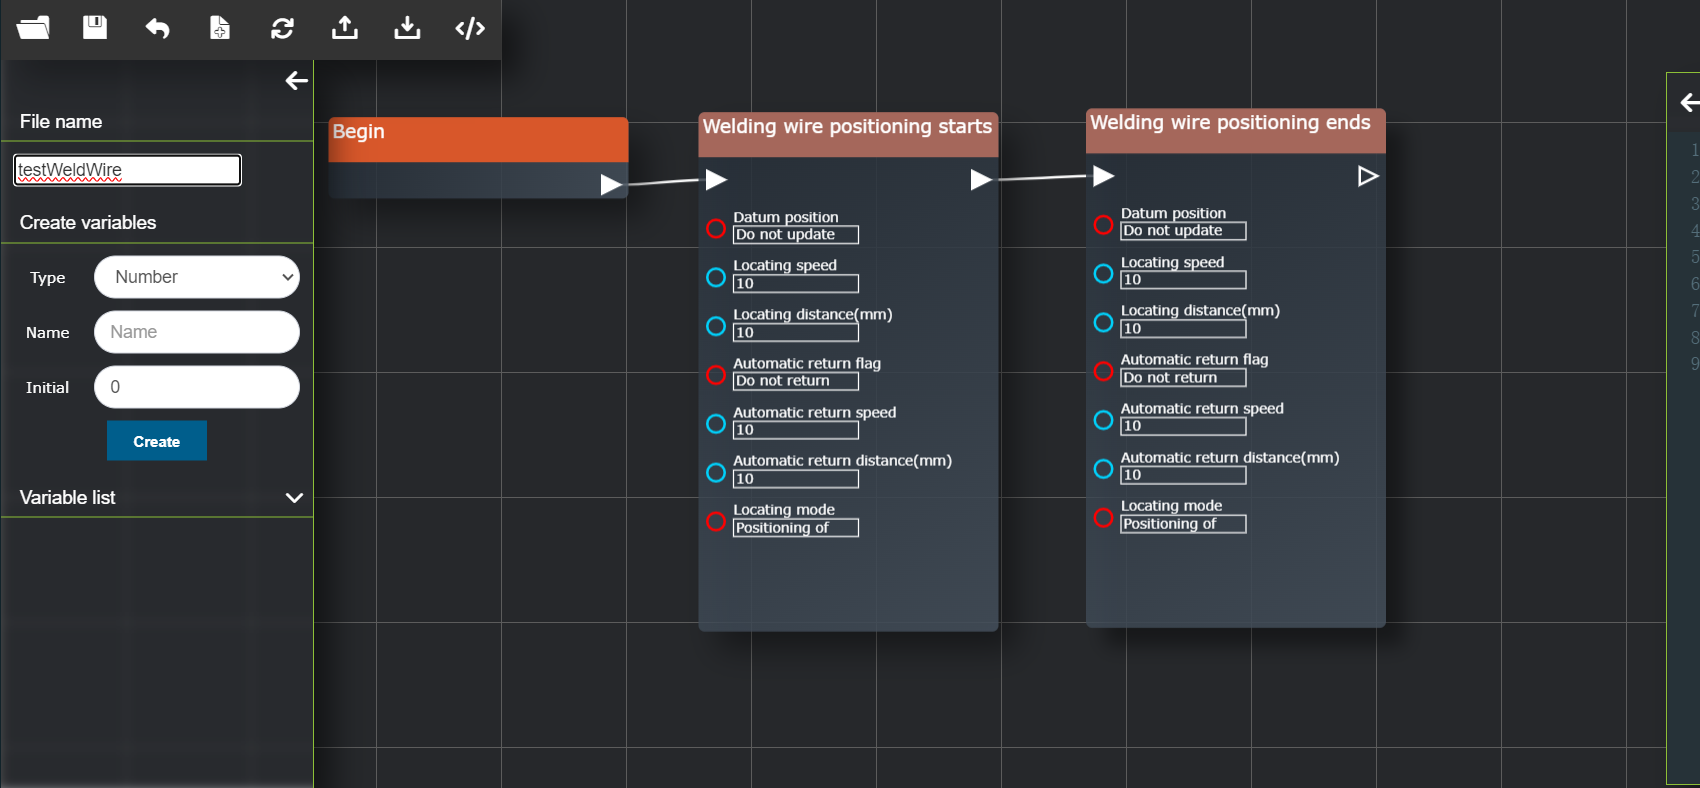 File name
testWeldWire
Create variables
Type
Number
Name
Name
Initial
0
Create
Variable list
Begin
Welding wire positioning starts
Datum position
Do not update
Locating speed
10
Locating distance(mm)
10
Automatic return flag
Do not return
Automatic return speed
10
Automatic return distance(mm)
10
Locating mode
Positioning of
Welding wire positioning ends
Datum position
Do not update
Locating speed
10
Locating distance(mm)
10
Automatic return flag
Do not return
Automatic return speed
10
Automatic return distance(mm)
10
Locating mode
Positioning of
1
2
3
4
5
6
7
8
9